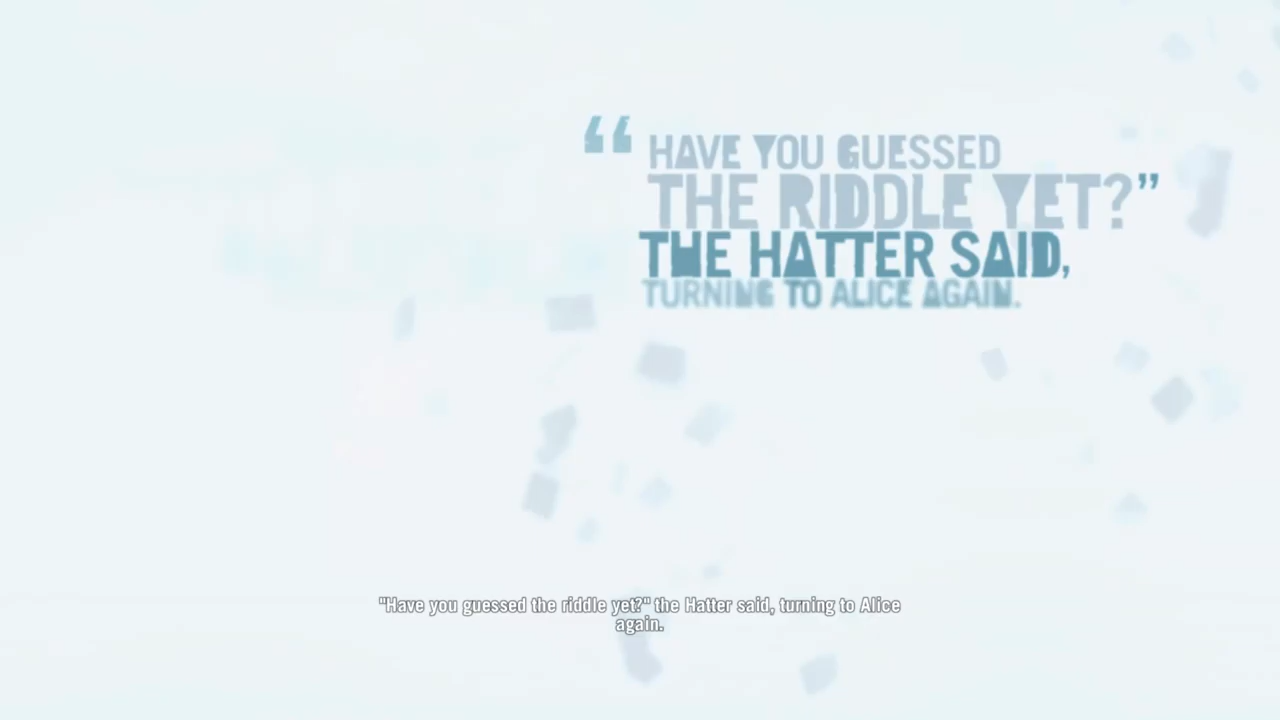 “HAVE YOU GUESSED
THE RIDDLE YET?”
THE HATTER SAID,
TURNING TO ALICE AGAIN.
"Have you guessed the riddle yet?" the Hatter said, turning to Alice
again.